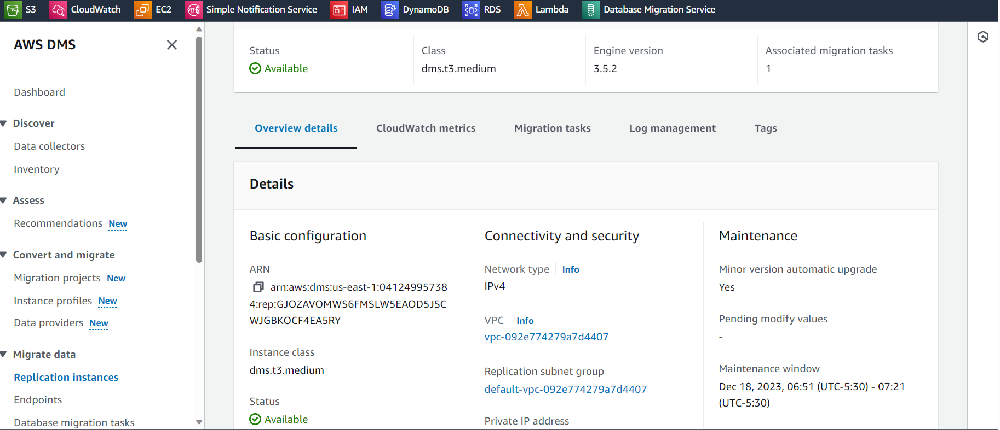 S3 CloudWatch EC2 Simple Notification Service IAM DynamoDB RDS Lambda Database Migration Service
AWS DMS
Dashboard
Discover
Data collectors
Inventory
Assess
Recommendations New
Convert and migrate
Migration projects New
Instance profiles New
Data providers New
Migrate data
Replication instances
Endpoints
Database migration tasks
Status
Available
Class
dms.t3.medium
Engine version
3.5.2
Associated migration tasks
1
Overview details CloudWatch metrics Migration tasks Log management Tags
Details
Basic configuration
ARN
arn:aws:dms:us-east-1:04124995738
4:rep:GJOZAVOMWS6FMSLW5EAOD5JSC
WJGBKOCF4EA5RY
Instance class
dms.t3.medium
Status
Available
Connectivity and security
Network type Info
IPv4
VPC Info
vpc-092e774279a7d4407
Replication subnet group
default-vpc-092e774279a7d4407
Private IP address
Maintenance
Minor version automatic upgrade
Yes
Pending modify values
-
Maintenance window
Dec 18, 2023, 06:51 (UTC-5:30) - 07:21
(UTC-5:30)